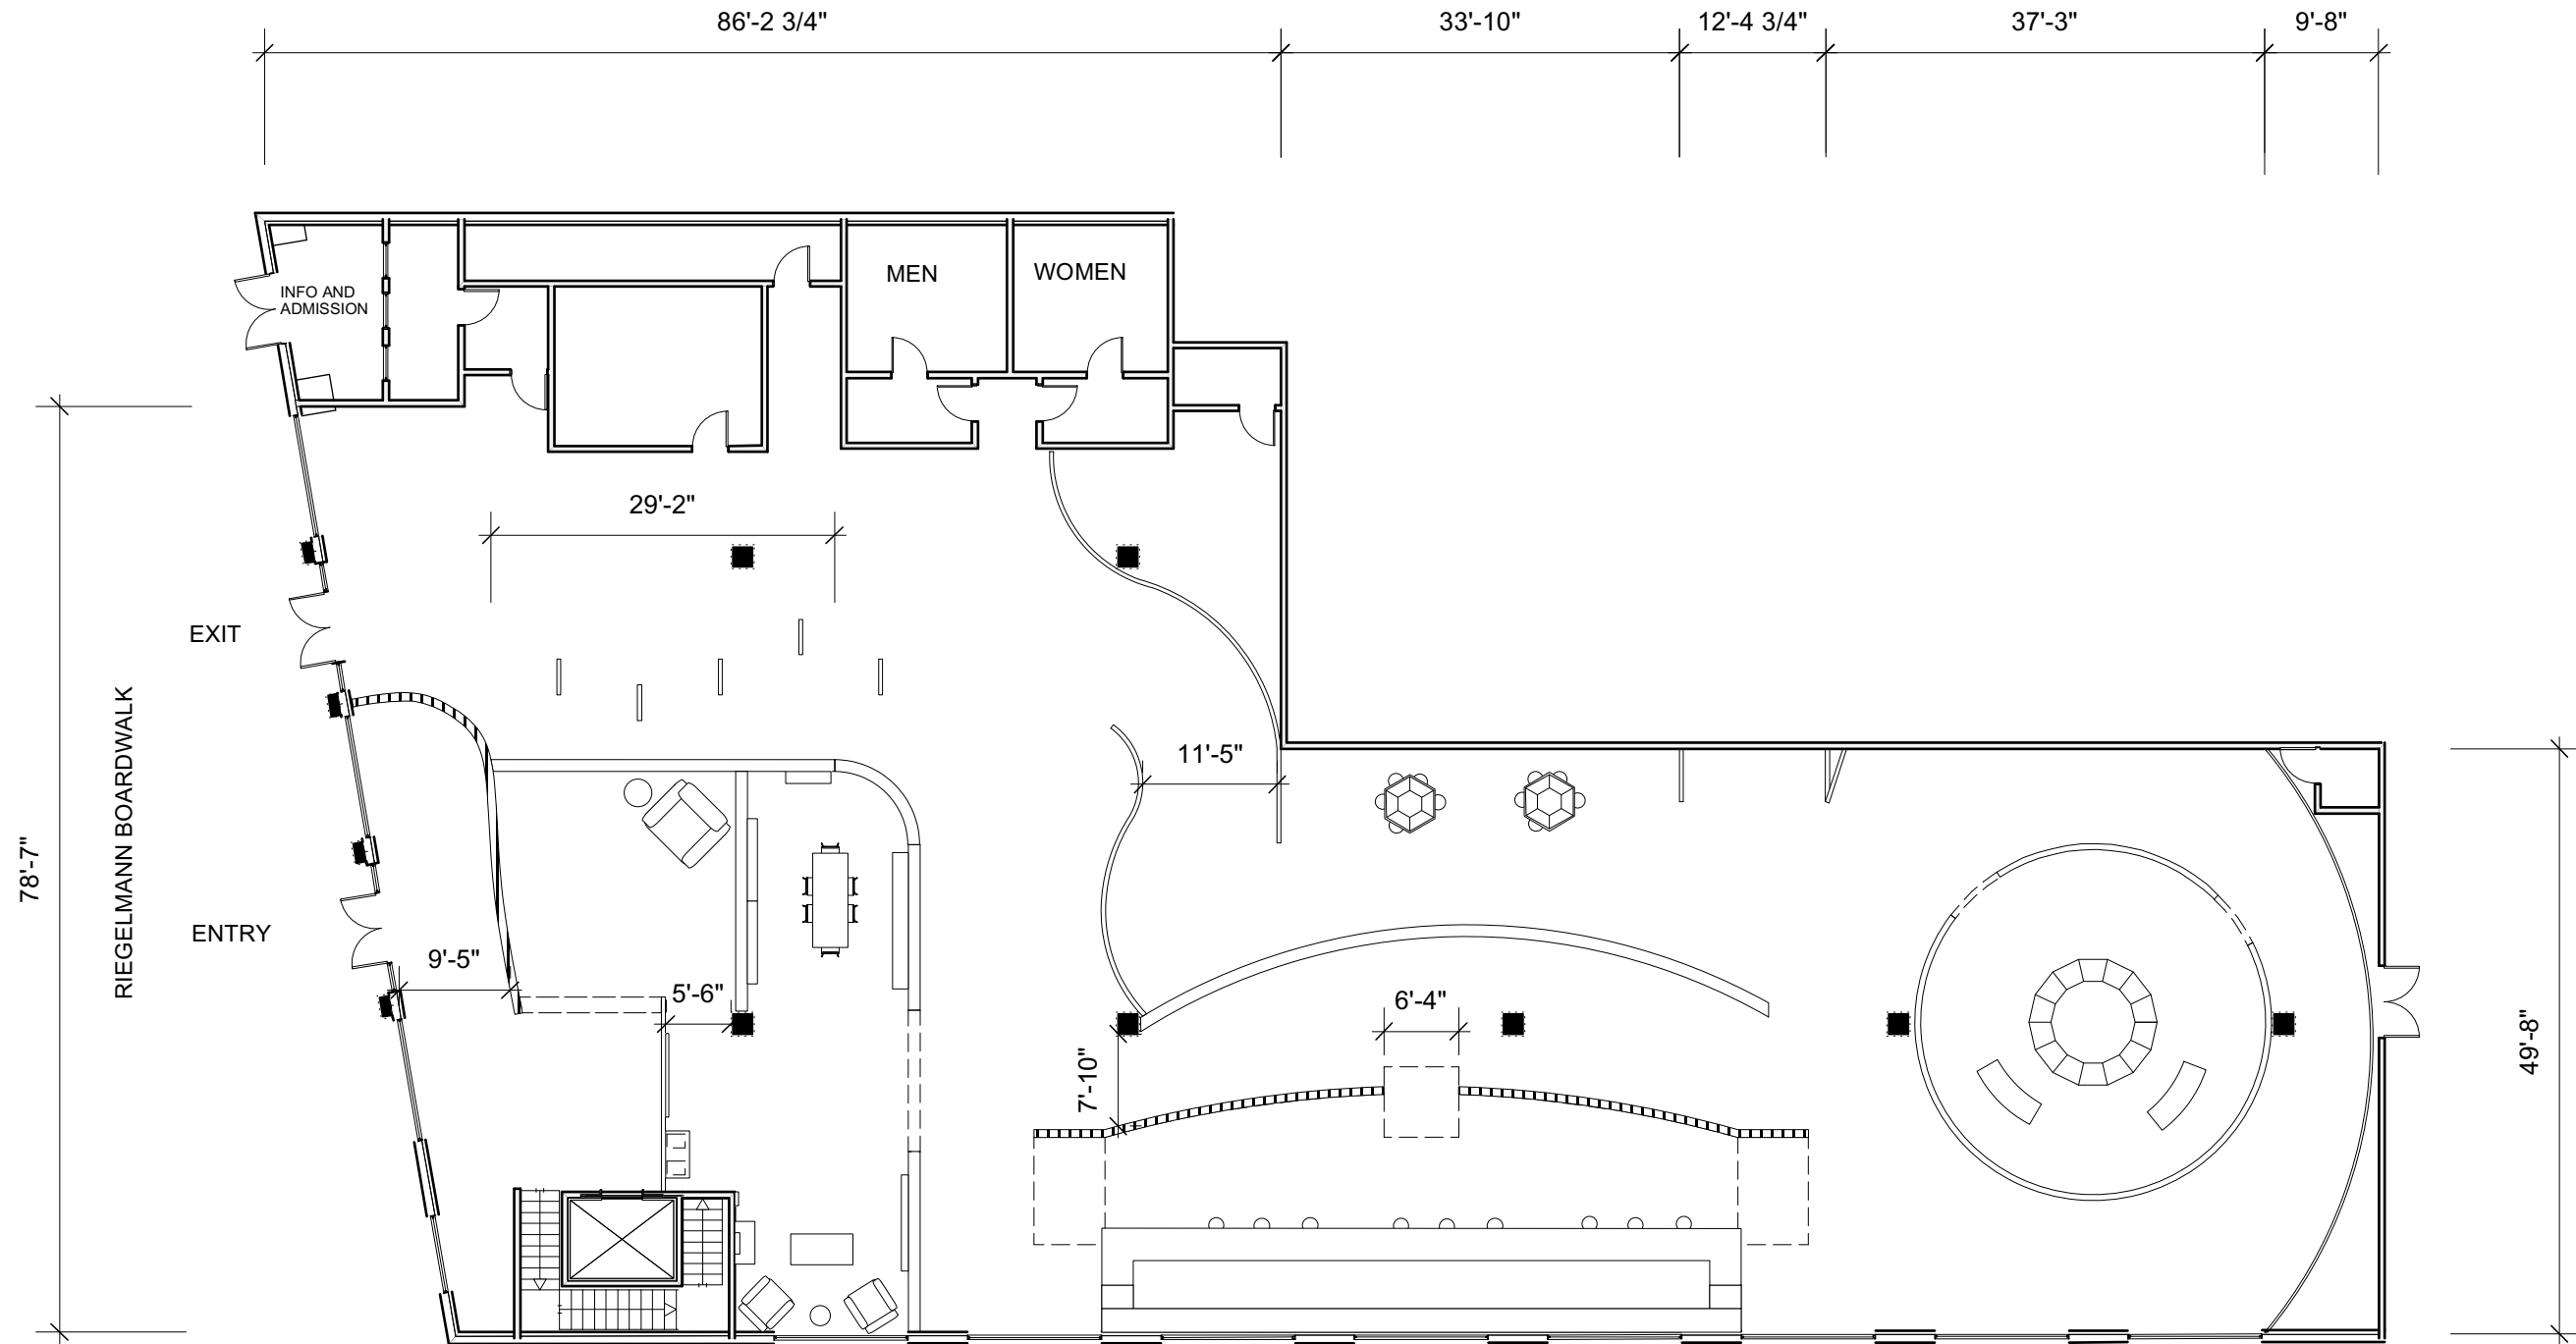 86'-2 3/4"
33'-10"
12'-4 3/4"
37'-3"
9'-8"
MEN
WOMEN
INFO AND
ADMISSION
29'-2"
EXIT
RIEGELMANN BOARDWALK
11'-5"
78'-7"
ENTRY
9'-5"
5'-6"
6'-4"
7'-10"
49'-8"